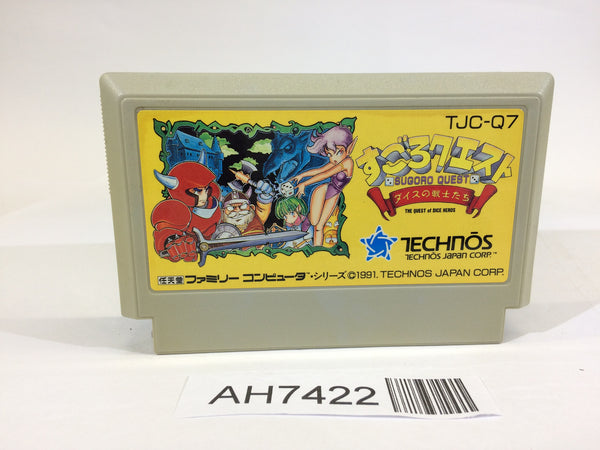 TJC-Q7
すごろクエスト
SUGORO QUEST
ダイスの戦士たち
THE QUEST of DICE HEROS
TECHNŌS
TECHNŌS JAPAN CORP.™
任天堂 ファミリーコンピュータ・シリーズ©1991. TECHNOS JAPAN CORP.
AH7422